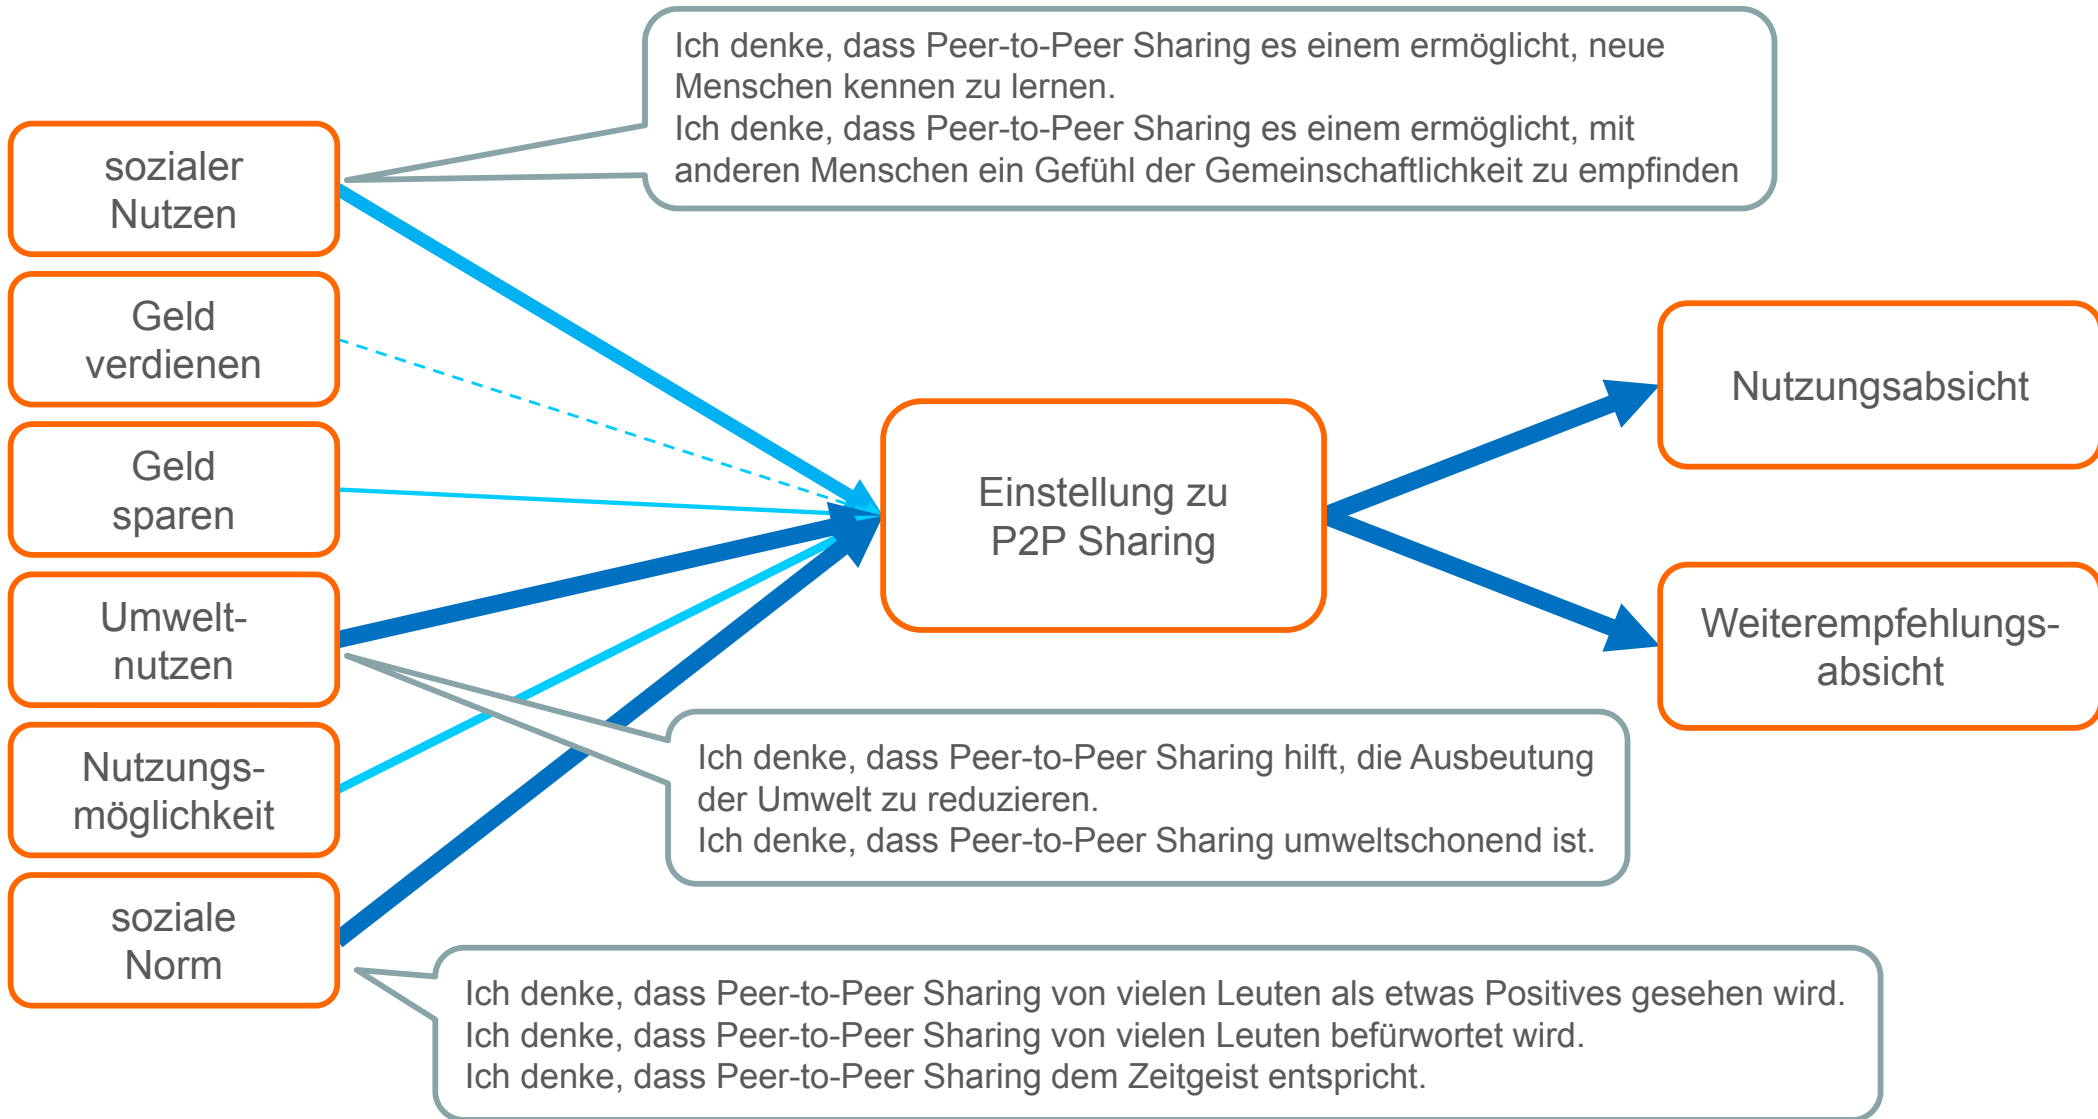 Ich denke, dass Peer-to-Peer Sharing es einem ermöglicht, neue
Menschen kennen zu lernen.
Ich denke, dass Peer-to-Peer Sharing es einem ermöglicht, mit
anderen Menschen ein Gefühl der Gemeinschaftlichkeit zu empfinden
sozialer
Nutzen
Geld
verdienen
Geld
sparen
Umwelt-
nutzen
Nutzungs-
möglichkeit
soziale
Norm
Einstellung zu
P2P Sharing
Nutzungsabsicht
Weiterempfehlungs-
absicht
Ich denke, dass Peer-to-Peer Sharing hilft, die Ausbeutung
der Umwelt zu reduzieren.
Ich denke, dass Peer-to-Peer Sharing umweltschonend ist.
Ich denke, dass Peer-to-Peer Sharing von vielen Leuten als etwas Positives gesehen wird.
Ich denke, dass Peer-to-Peer Sharing von vielen Leuten befürwortet wird.
Ich denke, dass Peer-to-Peer Sharing dem Zeitgeist entspricht.